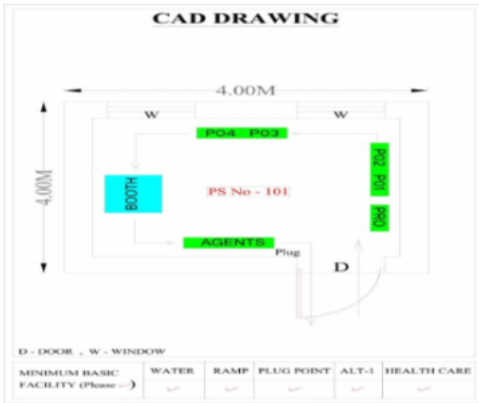 CAD DRAWING
4.00M
W W
PO4 PO3
4.00M
BOOTH
PS No - 101
PO2 PO1
PRO
AGENTS
Plug
D
D - DOOR , W - WINDOW
MINIMUM BASIC FACILITY (Please ✓) WATER RAMP PLUG POINT ALT-1 HEALTH CARE
✓ ✓ ✓ ✓ ✓